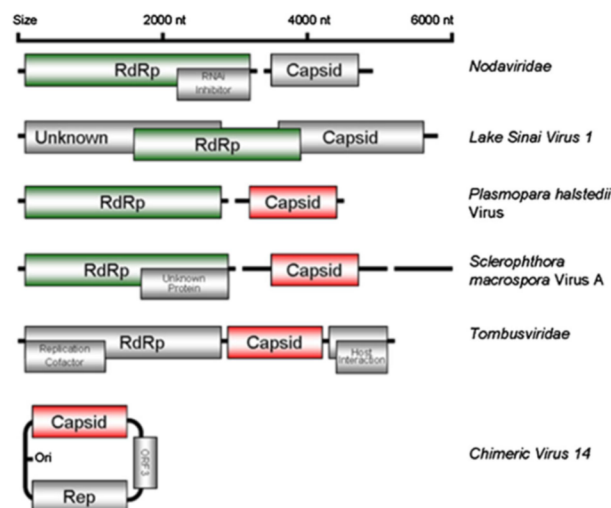 Size 2000 nt 4000 nt 6000 nt
RdRp RNAi Inhibitor Capsid Nodaviridae
Unknown RdRp Capsid Lake Sinai Virus 1
RdRp Capsid Plasmopara halstedii
Virus
RdRp Unknown Protein Capsid Sclerophthora
macrospora Virus A
Replication Cofactor RdRp Capsid Host Interaction Tombusviridae
Capsid
Ori ORF3 Chimeric Virus 14
Rep